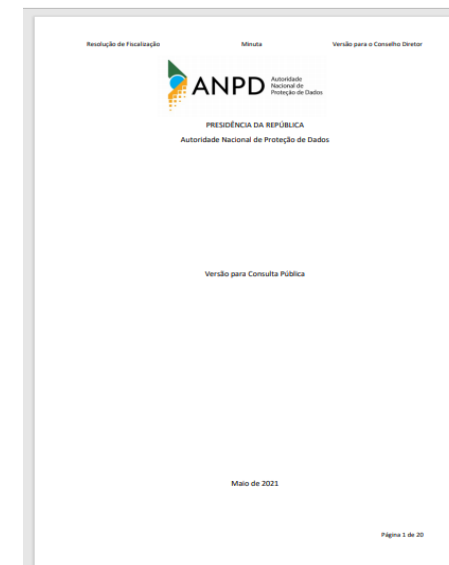 Resolução de Fiscalização Minuta Versão para o Conselho Diretor
ANPD
Autoridade
Nacional de
Proteção de Dados
PRESIDÊNCIA DA REPÚBLICA
Autoridade Nacional de Proteção de Dados
Versão para Consulta Pública
Maio de 2021
Página 1 de 20